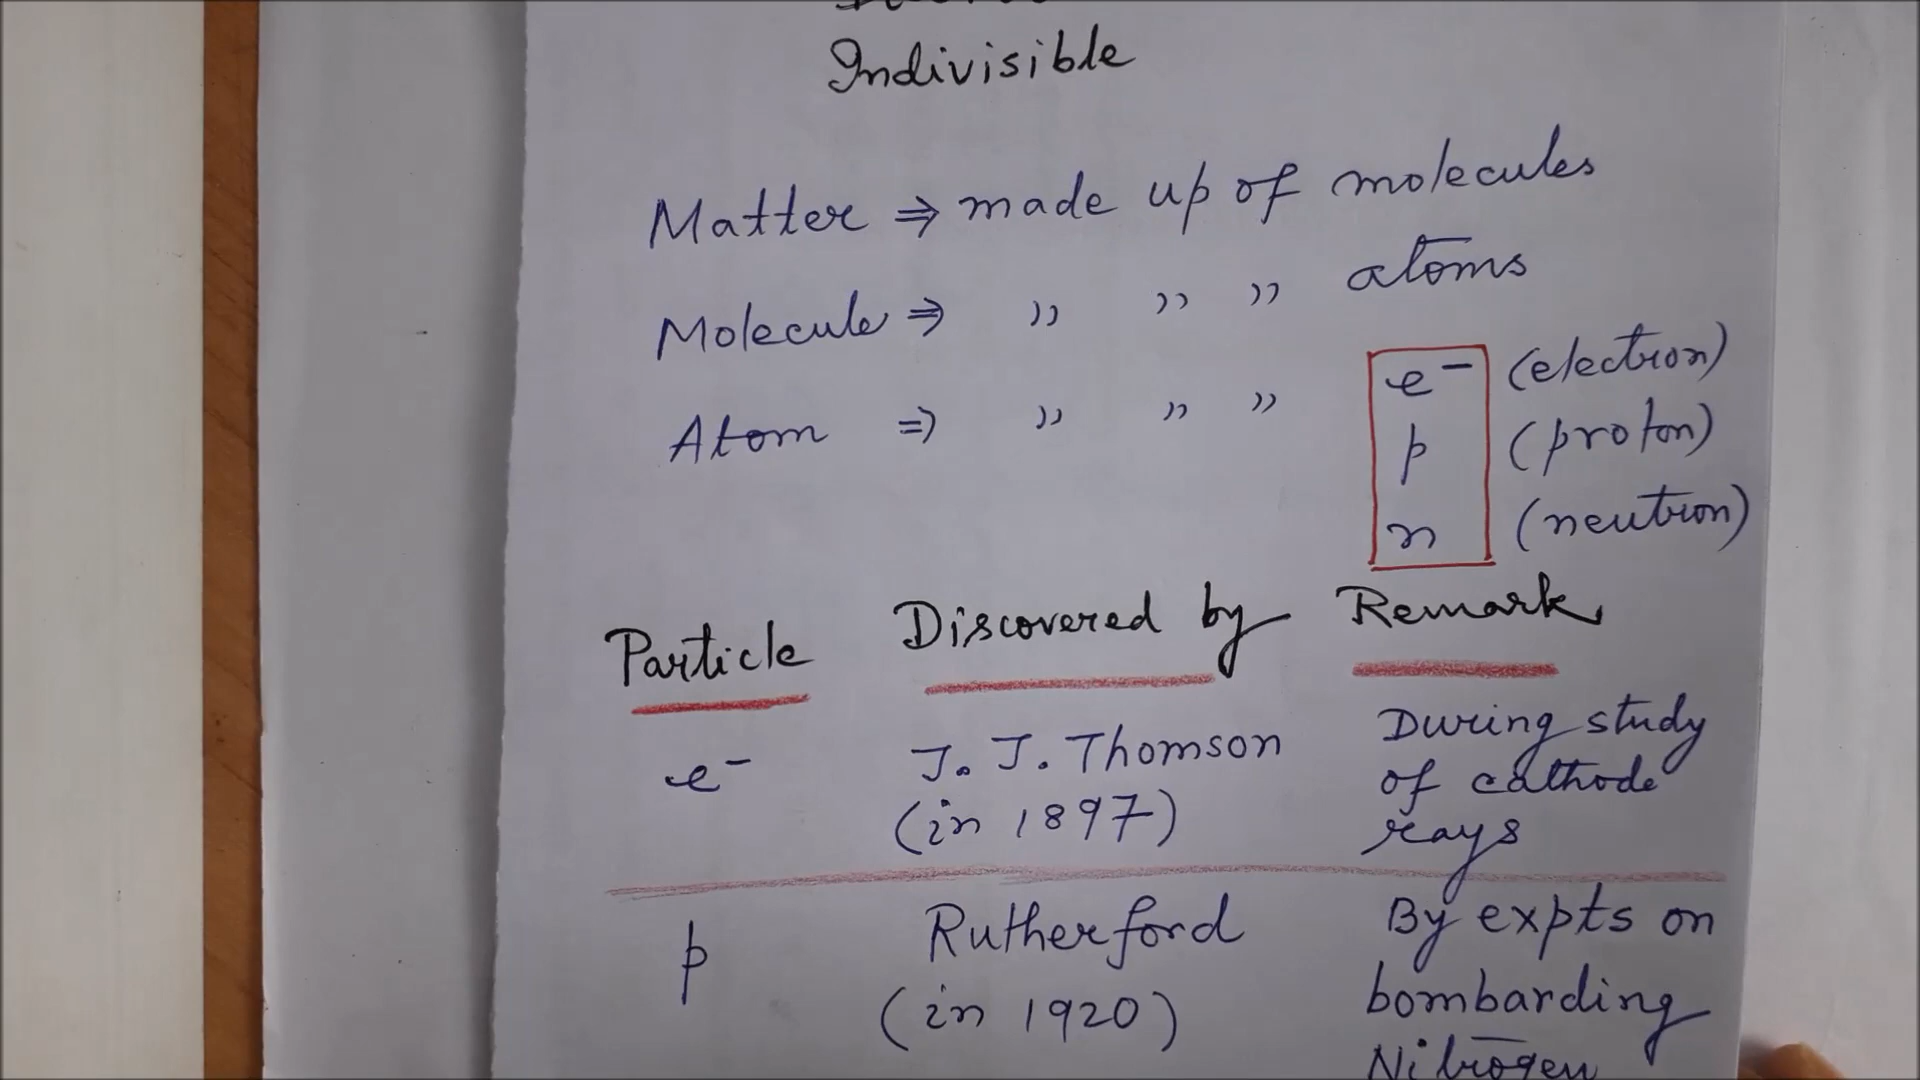 Indivisible
Matter ⇒ made up of molecules
Molecule ⇒ ,, ,, ,, atoms
Atom ⇒ ,, ,, ,, e⁻ (electron)
p (proton)
n (neutron)
Particle Discovered by Remark
e⁻ J. J. Thomson During study
(in 1897) of cathode
rays
p Rutherford By expts on
(in 1920) bombarding
Nitrogen